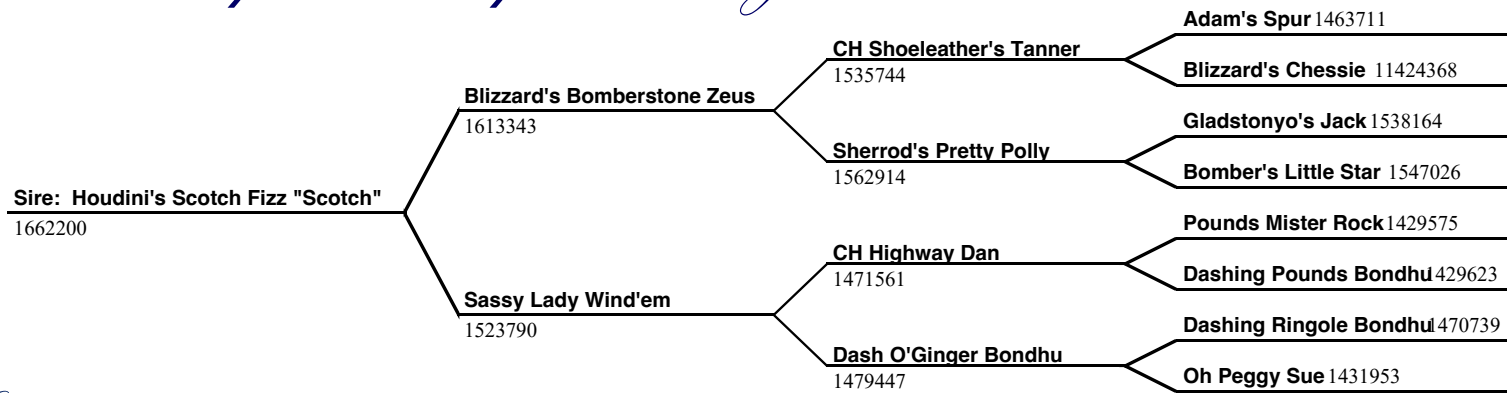 Adam's Spur 1463711
CH Shoeleather's Tanner
1535744
Blizzard's Chessie 11424368
Blizzard's Bomberstone Zeus
1613343
Gladstonyo's Jack 1538164
Sherrod's Pretty Polly
1562914
Bomber's Little Star 1547026
Sire: Houdini's Scotch Fizz "Scotch"
1662200
Pounds Mister Rock 1429575
CH Highway Dan
1471561
Dashing Pounds Bondhu 1429623
Sassy Lady Wind'em
1523790
Dashing Ringole Bondhu 1470739
Dash O'Ginger Bondhu
1479447
Oh Peggy Sue 1431953